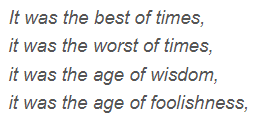 It was the best of times,
it was the worst of times,
it was the age of wisdom,
it was the age of foolishness,